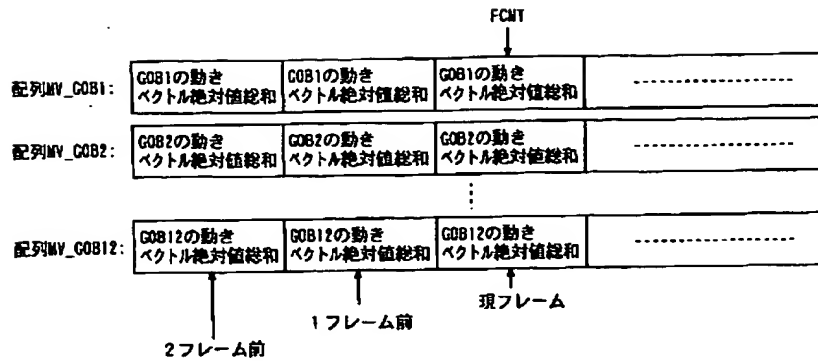 FCNT
配列MV_GOB1: GOB1の動き GOB1の動き GOB1の動き
ベクトル絶対値総和 ベクトル絶対値総和 ベクトル絶対値総和
配列MV_GOB2: GOB2の動き GOB2の動き GOB2の動き
ベクトル絶対値総和 ベクトル絶対値総和 ベクトル絶対値総和
配列MV_GOB12: GOB12の動き GOB12の動き GOB12の動き
ベクトル絶対値総和 ベクトル絶対値総和 ベクトル絶対値総和
2フレーム前 1フレーム前 現フレーム